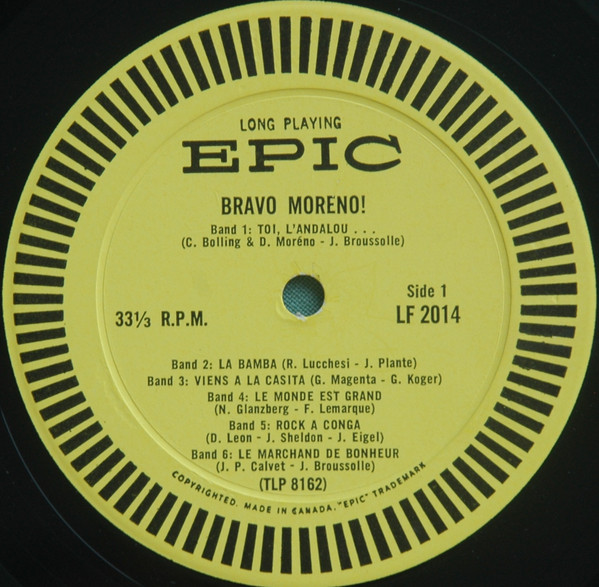 LONG PLAYING
EPIC
BRAVO MORENO!
Band 1: TOI, L'ANDALOU . . .
(C. Bolling & D. Moréno - J. Broussolle)
33⅓ R.P.M.
Side 1
LF 2014
Band 2: LA BAMBA (R. Lucchesi - J. Plante)
Band 3: VIENS A LA CASITA (G. Magenta - G. Koger)
Band 4: LE MONDE EST GRAND
(N. Glanzberg - F. Lemarque)
Band 5: ROCK A CONGA
(D. Leon - J. Sheldon - J. Eigel)
Band 6: LE MARCHAND DE BONHEUR
(J. P. Calvet - J. Broussolle)
(TLP 8162)
COPYRIGHTED. MADE IN CANADA. "EPIC" TRADEMARK